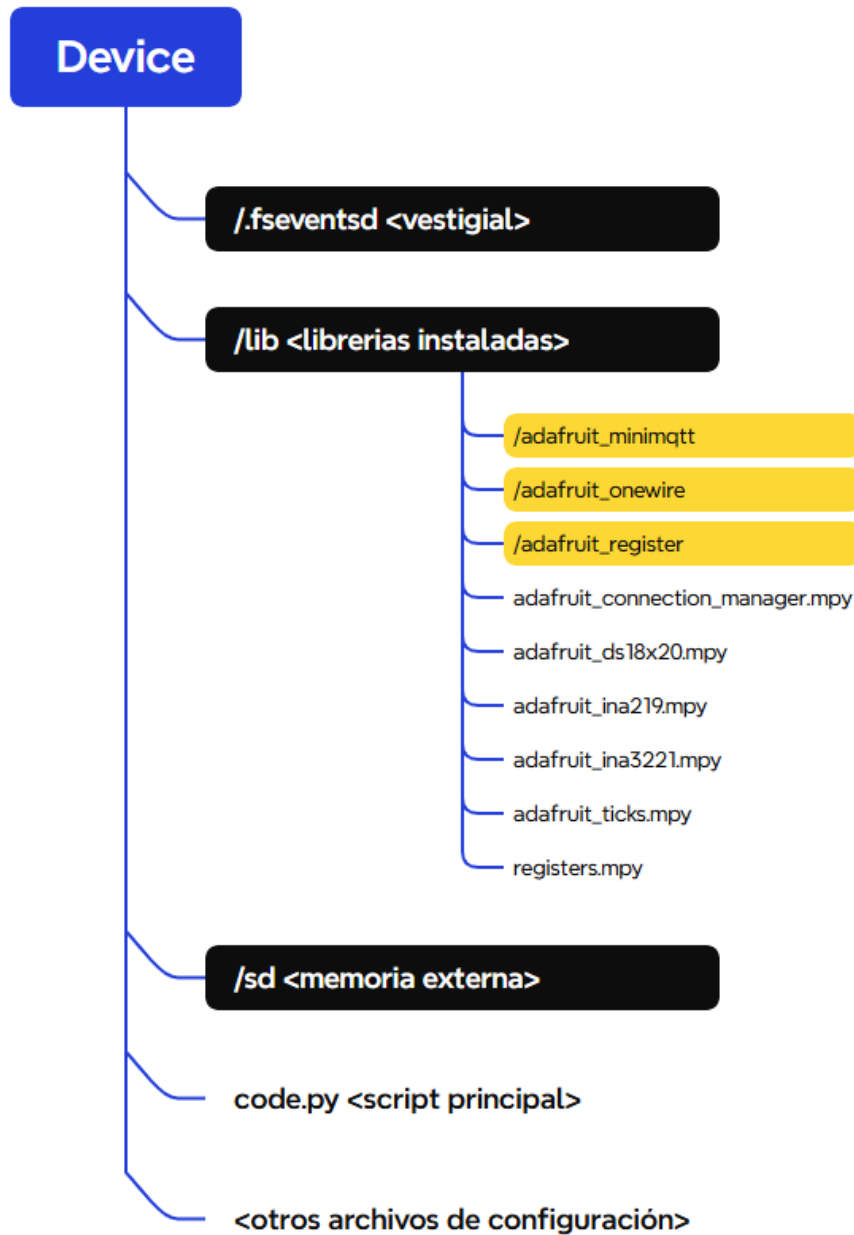 Device
/.fseventsd <vestigial>
/lib <librerias instaladas>
/adafruit_minimqtt
/adafruit_onewire
/adafruit_register
adafruit_connection_manager.mpy
adafruit_ds18x20.mpy
adafruit_ina219.mpy
adafruit_ina3221.mpy
adafruit_ticks.mpy
registers.mpy
/sd <memoria externa>
code.py <script principal>
<otros archivos de configuración>